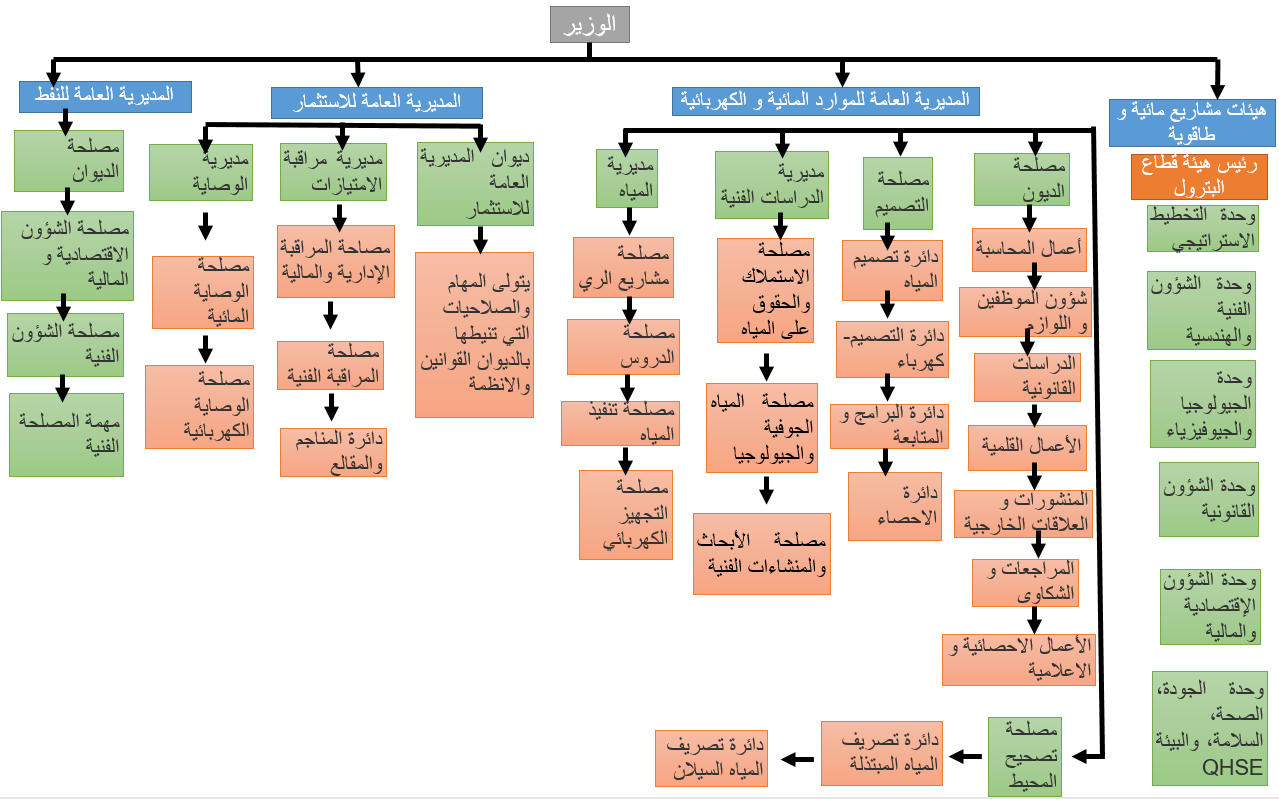 الوزير
هيئات مشاريع مائية و
طاقوية
رئيس هيئة قطاع
البترول
وحدة التخطيط
الاستراتيجي
وحدة الشؤون
الفنية
والهندسية
وحدة
الجيولوجيا
والجيوفيزياء
وحدة الشؤون
القانونية
وحدة الشؤون
الإقتصادية
والمالية
وحدة الجودة،
الصحة،
السلامة، والبيئة
QHSE
المديرية العامة للموارد المائية و الكهربائية
مصلحة
الديون
أعمال المحاسبة
شؤون الموظفين
و اللوازم
الدراسات
القانونية
الأعمال القلمية
المنشورات و
العلاقات الخارجية
المراجعات و
الشكاوى
الأعمال الاحصائية و
الاعلامية
مصلحة
التصميم
دائرة تصميم
المياه
دائرة التصميم-
كهرباء
دائرة البرامج و
المتابعة
دائرة
الاحصاء
مديرية
الدراسات الفنية
مصلحة
الاستملاك
والحقوق
على المياه
مصلحة المياه
الجوفية
والجيولوجيا
مصلحة الأبحاث
والمنشاءات الفنية
مديرية
المياه
مصلحة
مشاريع الري
مصلحة
الدروس
مصلحة تنفيذ
المياه
مصلحة
التجهيز
الكهربائي
مصلحة
تصحيح
المحيط
دائرة تصريف
المياه المبتذلة
دائرة تصريف
المياه السيلان
المديرية العامة للاستثمار
ديوان المديرية
العامة
للاستثمار
يتولى المهام
والصلاحيات
التي تنيطها
بالديوان القوانين
والانظمة
مديرية مراقبة
الامتيازات
مصاحة المراقبة
الإدارية والمالية
مصلحة
المراقبة الفنية
دائرة المناجم
والمقالع
مديرية
الوصاية
مصلحة
الوصاية
المائية
مصلحة
الوصاية
الكهربائية
المديرية العامة للنفط
مصلحة
الديوان
مصلحة الشؤون
الاقتصادية و
المالية
مصلحة الشؤون
الفنية
مهمة المصلحة
الفنية